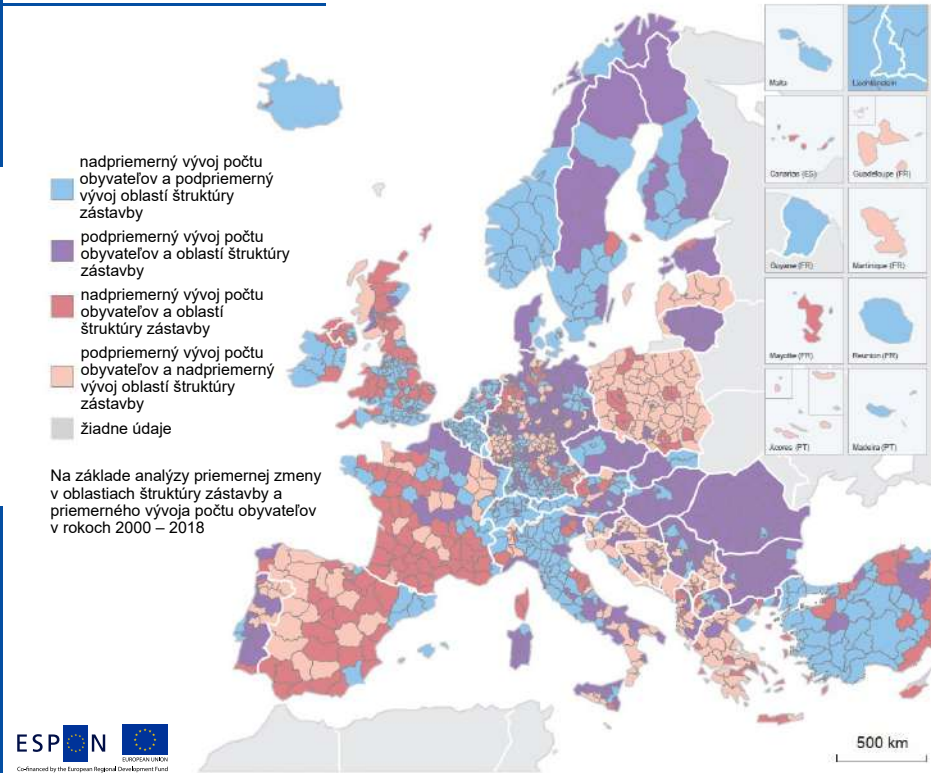 nadpriemerný vývoj počtu
obyvateľov a podpriemerný
vývoj oblastí štruktúry
zástavby
podpriemerný vývoj počtu
obyvateľov a oblastí štruktúry
zástavby
nadpriemerný vývoj počtu
obyvateľov a oblastí
štruktúry zástavby
podpriemerný vývoj počtu
obyvateľov a nadpriemerný
vývoj oblastí štruktúry
zástavby
žiadne údaje
Na základe analýzy priemernej zmeny
v oblastiach štruktúry zástavby a
priemerného vývoja počtu obyvateľov
v rokoch 2000 – 2018
Malta
Liechtenstein
Canarias (ES)
Guadeloupe (FR)
Guyane (FR)
Martinique (FR)
Mayotte (FR)
Reunion (FR)
Acores (PT)
Madeira (PT)
500 km
ESPON
EUROPEAN UNION
Co-financed by the European Regional Development Fund